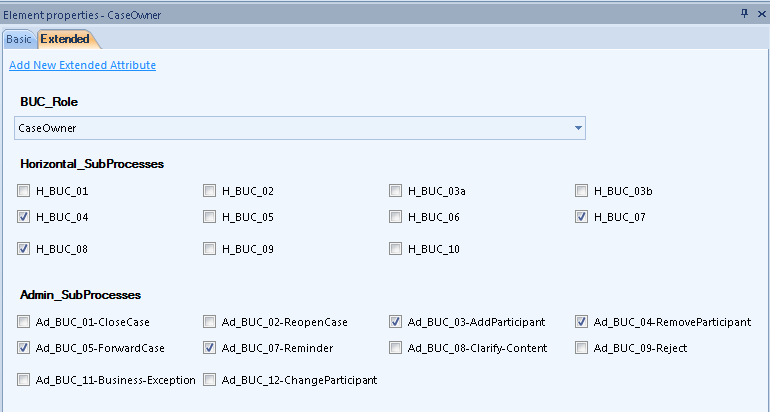 Element properties - CaseOwner
Basic Extended
Add New Extended Attribute
BUC_Role
CaseOwner
Horizontal_SubProcesses
H_BUC_01 H_BUC_02 H_BUC_03a H_BUC_03b
H_BUC_04 H_BUC_05 H_BUC_06 H_BUC_07
H_BUC_08 H_BUC_09 H_BUC_10
Admin_SubProcesses
Ad_BUC_01-CloseCase Ad_BUC_02-ReopenCase Ad_BUC_03-AddParticipant Ad_BUC_04-RemoveParticipant
Ad_BUC_05-ForwardCase Ad_BUC_07-Reminder Ad_BUC_08-Clarify-Content Ad_BUC_09-Reject
Ad_BUC_11-Business-Exception Ad_BUC_12-ChangeParticipant